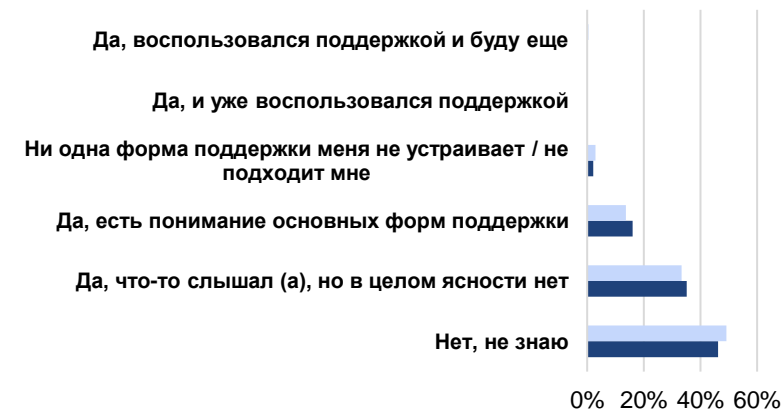 Да, воспользовался поддержкой и буду еще
Да, и уже воспользовался поддержкой
Ни одна форма поддержки меня не устраивает / не
подходит мне
Да, есть понимание основных форм поддержки
Да, что-то слышал (а), но в целом ясности нет
Нет, не знаю
0% 20% 40% 60%